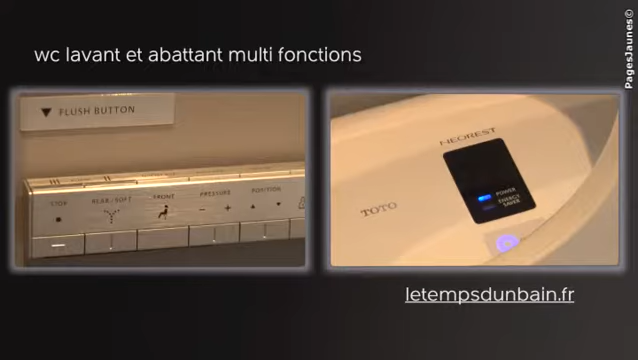 wc lavant et abattant multi fonctions
PagesJaunes©
▼ FLUSH BUTTON
STOP
REAR/SOFT
FRONT
PRESSURE
POSITION
- +
NEOREST
POWER
ENERGY
SAVER
TOTO
letempsdunbain.fr